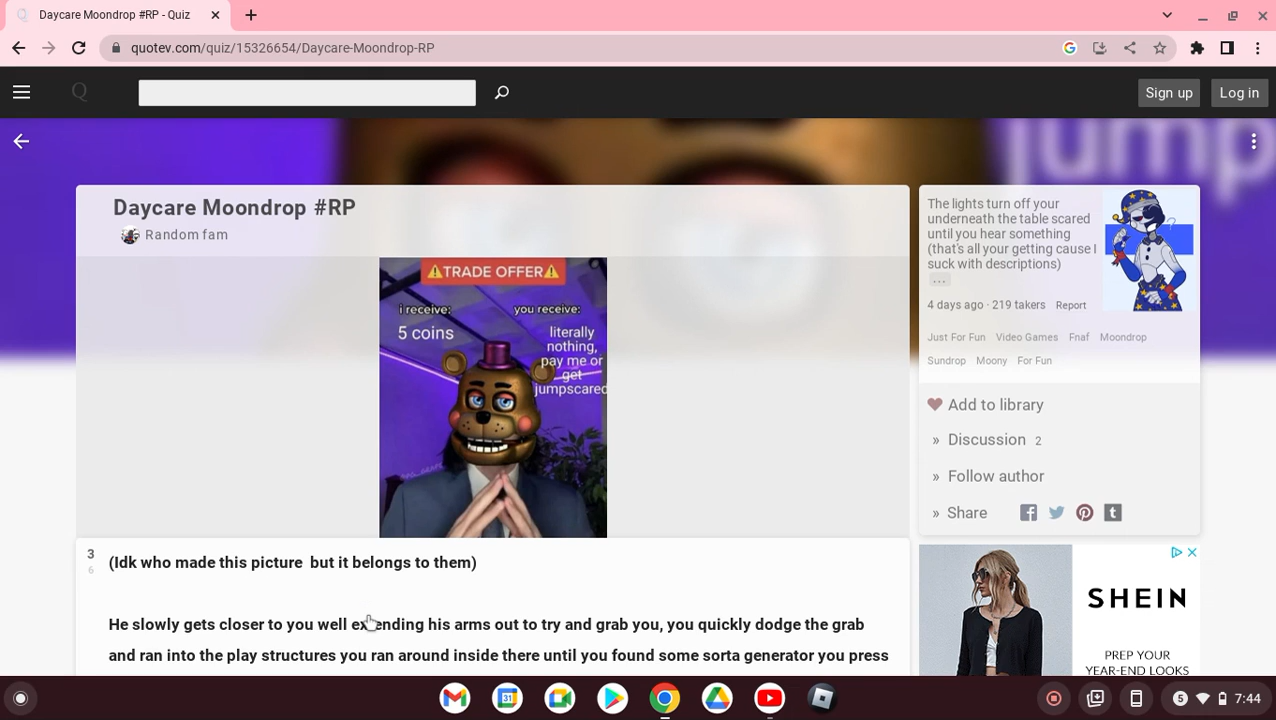 Daycare Moondrop #RP - Quiz
quotev.com/quiz/15326654/Daycare-Moondrop-RP
Q
Sign up
Log in
jump
Daycare Moondrop #RP
Random fam
⚠TRADE OFFER⚠
i receive:
5 coins
you receive:
literally
nothing,
pay me or
get
jumpscared
3
6
(Idk who made this picture but it belongs to them)
He slowly gets closer to you well extending his arms out to try and grab you, you quickly dodge the grab
and ran into the play structures you ran around inside there until you found some sorta generator you press
The lights turn off your
underneath the table scared
until you hear something
(that's all your getting cause I
suck with descriptions)
...
4 days ago · 219 takers Report
Just For Fun Video Games Fnaf Moondrop
Sundrop Moony For Fun
Add to library
» Discussion 2
» Follow author
» Share
SHEIN
PREP YOUR
YEAR-END LOOKS
31
5
7:44